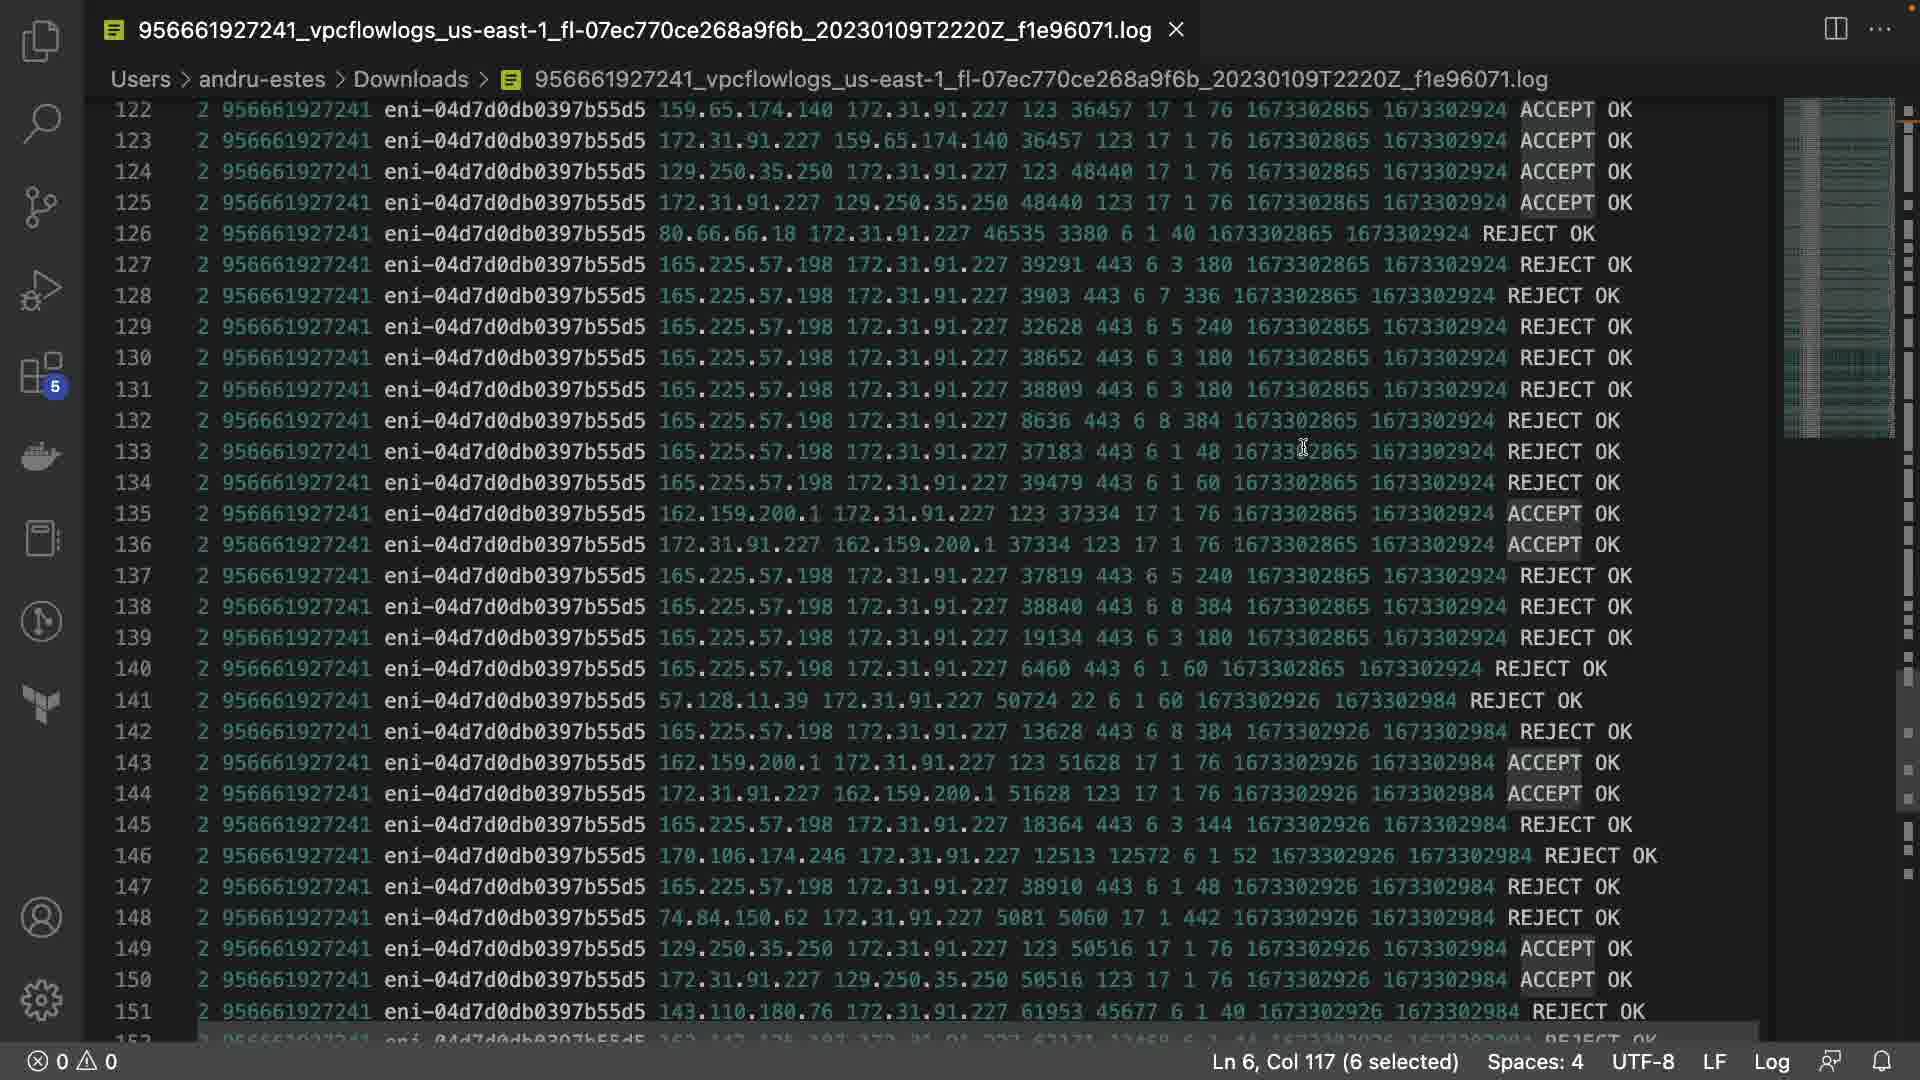 956661927241_vpcflowlogs_us-east-1_fl-07ec770ce268a9f6b_20230109T2220Z_f1e96071.log
Users > andru-estes > Downloads > 956661927241_vpcflowlogs_us-east-1_fl-07ec770ce268a9f6b_20230109T2220Z_f1e96071.log
122 2 956661927241 eni-04d7d0db0397b55d5 159.65.174.140 172.31.91.227 123 36457 17 1 76 1673302865 1673302924 ACCEPT OK
123 2 956661927241 eni-04d7d0db0397b55d5 172.31.91.227 159.65.174.140 36457 123 17 1 76 1673302865 1673302924 ACCEPT OK
124 2 956661927241 eni-04d7d0db0397b55d5 129.250.35.250 172.31.91.227 123 48440 17 1 76 1673302865 1673302924 ACCEPT OK
125 2 956661927241 eni-04d7d0db0397b55d5 172.31.91.227 129.250.35.250 48440 123 17 1 76 1673302865 1673302924 ACCEPT OK
126 2 956661927241 eni-04d7d0db0397b55d5 80.66.66.18 172.31.91.227 46535 3380 6 1 40 1673302865 1673302924 REJECT OK
127 2 956661927241 eni-04d7d0db0397b55d5 165.225.57.198 172.31.91.227 39291 443 6 3 180 1673302865 1673302924 REJECT OK
128 2 956661927241 eni-04d7d0db0397b55d5 165.225.57.198 172.31.91.227 3903 443 6 7 336 1673302865 1673302924 REJECT OK
129 2 956661927241 eni-04d7d0db0397b55d5 165.225.57.198 172.31.91.227 32628 443 6 5 240 1673302865 1673302924 REJECT OK
130 2 956661927241 eni-04d7d0db0397b55d5 165.225.57.198 172.31.91.227 38652 443 6 3 180 1673302865 1673302924 REJECT OK
131 2 956661927241 eni-04d7d0db0397b55d5 165.225.57.198 172.31.91.227 38809 443 6 3 180 1673302865 1673302924 REJECT OK
132 2 956661927241 eni-04d7d0db0397b55d5 165.225.57.198 172.31.91.227 8636 443 6 8 384 1673302865 1673302924 REJECT OK
133 2 956661927241 eni-04d7d0db0397b55d5 165.225.57.198 172.31.91.227 37183 443 6 1 48 1673302865 1673302924 REJECT OK
134 2 956661927241 eni-04d7d0db0397b55d5 165.225.57.198 172.31.91.227 39479 443 6 1 60 1673302865 1673302924 REJECT OK
135 2 956661927241 eni-04d7d0db0397b55d5 162.159.200.1 172.31.91.227 123 37334 17 1 76 1673302865 1673302924 ACCEPT OK
136 2 956661927241 eni-04d7d0db0397b55d5 172.31.91.227 162.159.200.1 37334 123 17 1 76 1673302865 1673302924 ACCEPT OK
137 2 956661927241 eni-04d7d0db0397b55d5 165.225.57.198 172.31.91.227 37819 443 6 5 240 1673302865 1673302924 REJECT OK
138 2 956661927241 eni-04d7d0db0397b55d5 165.225.57.198 172.31.91.227 38840 443 6 8 384 1673302865 1673302924 REJECT OK
139 2 956661927241 eni-04d7d0db0397b55d5 165.225.57.198 172.31.91.227 19134 443 6 3 180 1673302865 1673302924 REJECT OK
140 2 956661927241 eni-04d7d0db0397b55d5 165.225.57.198 172.31.91.227 6460 443 6 1 60 1673302865 1673302924 REJECT OK
141 2 956661927241 eni-04d7d0db0397b55d5 57.128.11.39 172.31.91.227 50724 22 6 1 60 1673302926 1673302984 REJECT OK
142 2 956661927241 eni-04d7d0db0397b55d5 165.225.57.198 172.31.91.227 13628 443 6 8 384 1673302926 1673302984 REJECT OK
143 2 956661927241 eni-04d7d0db0397b55d5 162.159.200.1 172.31.91.227 123 51628 17 1 76 1673302926 1673302984 ACCEPT OK
144 2 956661927241 eni-04d7d0db0397b55d5 172.31.91.227 162.159.200.1 51628 123 17 1 76 1673302926 1673302984 ACCEPT OK
145 2 956661927241 eni-04d7d0db0397b55d5 165.225.57.198 172.31.91.227 18364 443 6 3 144 1673302926 1673302984 REJECT OK
146 2 956661927241 eni-04d7d0db0397b55d5 170.106.174.246 172.31.91.227 12513 12572 6 1 52 1673302926 1673302984 REJECT OK
147 2 956661927241 eni-04d7d0db0397b55d5 165.225.57.198 172.31.91.227 38910 443 6 1 48 1673302926 1673302984 REJECT OK
148 2 956661927241 eni-04d7d0db0397b55d5 74.84.150.62 172.31.91.227 5081 5060 17 1 442 1673302926 1673302984 REJECT OK
149 2 956661927241 eni-04d7d0db0397b55d5 129.250.35.250 172.31.91.227 123 50516 17 1 76 1673302926 1673302984 ACCEPT OK
150 2 956661927241 eni-04d7d0db0397b55d5 172.31.91.227 129.250.35.250 50516 123 17 1 76 1673302926 1673302984 ACCEPT OK
151 2 956661927241 eni-04d7d0db0397b55d5 143.110.180.76 172.31.91.227 61953 45677 6 1 40 1673302926 1673302984 REJECT OK
5
0 0 Ln 6, Col 117 (6 selected) Spaces: 4 UTF-8 LF Log